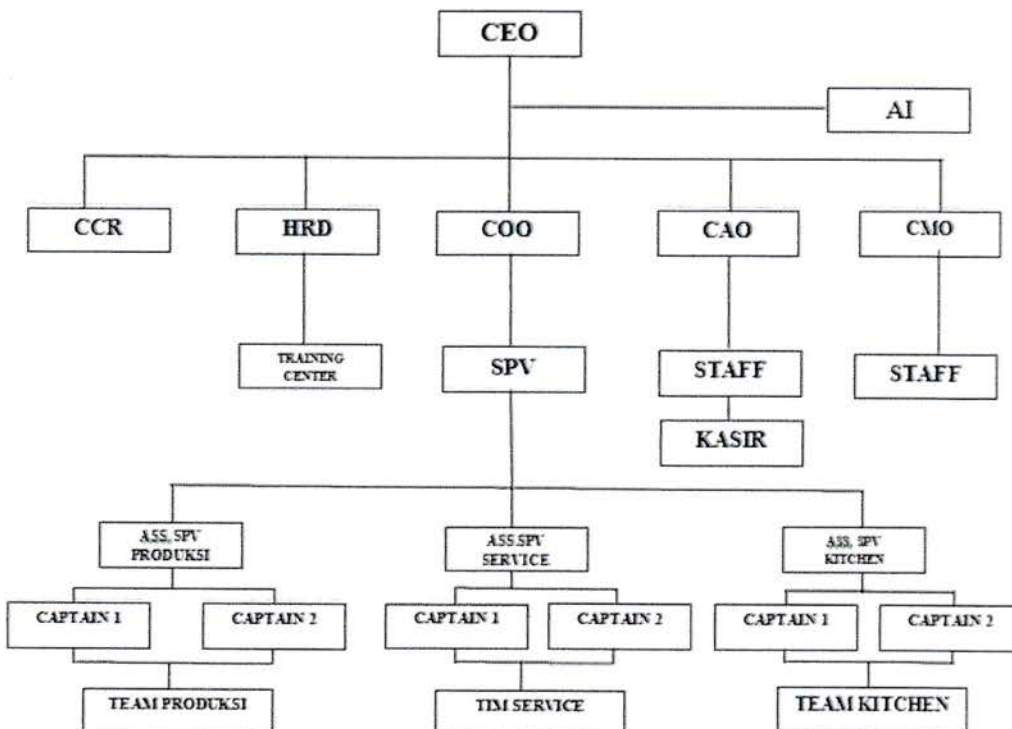 CEO
AI
CCR
HRD
COO
CAO
CMO
TRAINING
CENTER
SPV
STAFF
STAFF
KASIR
ASS. SPV
PRODUKSI
ASS.SPV
SERVICE
ASS. SPV
KITCHEN
CAPTAIN 1
CAPTAIN 2
CAPTAIN 1
CAPTAIN 2
CAPTAIN 1
CAPTAIN 2
TEAM PRODUKSI
TIM SERVICE
TEAM KITCHEN